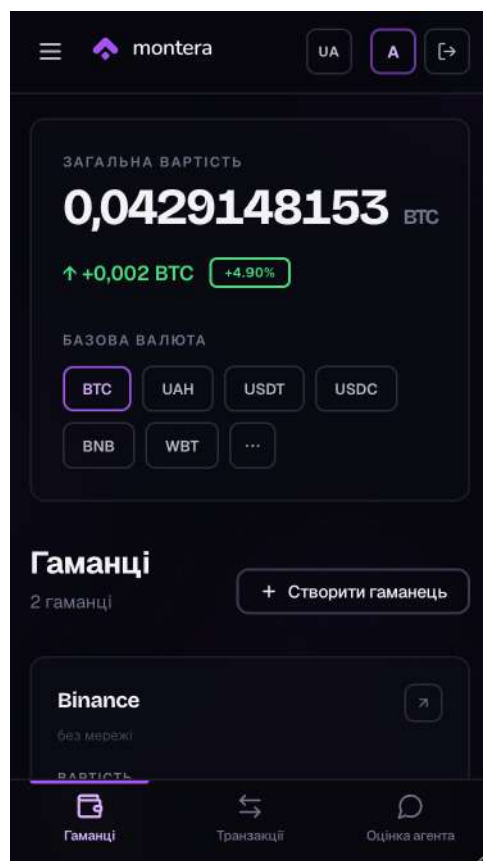 montera
UA
A
ЗАГАЛЬНА ВАРТІСТЬ
0,0429148153 BTC
↑ +0,002 BTC +4.90%
БАЗОВА ВАЛЮТА
BTC UAH USDT USDC
BNB WBT ...
Гаманці
2 гаманці
+ Створити гаманець
Binance
без мережі
ВАРТІСТЬ
Гаманці Транзакції Оцінка агента